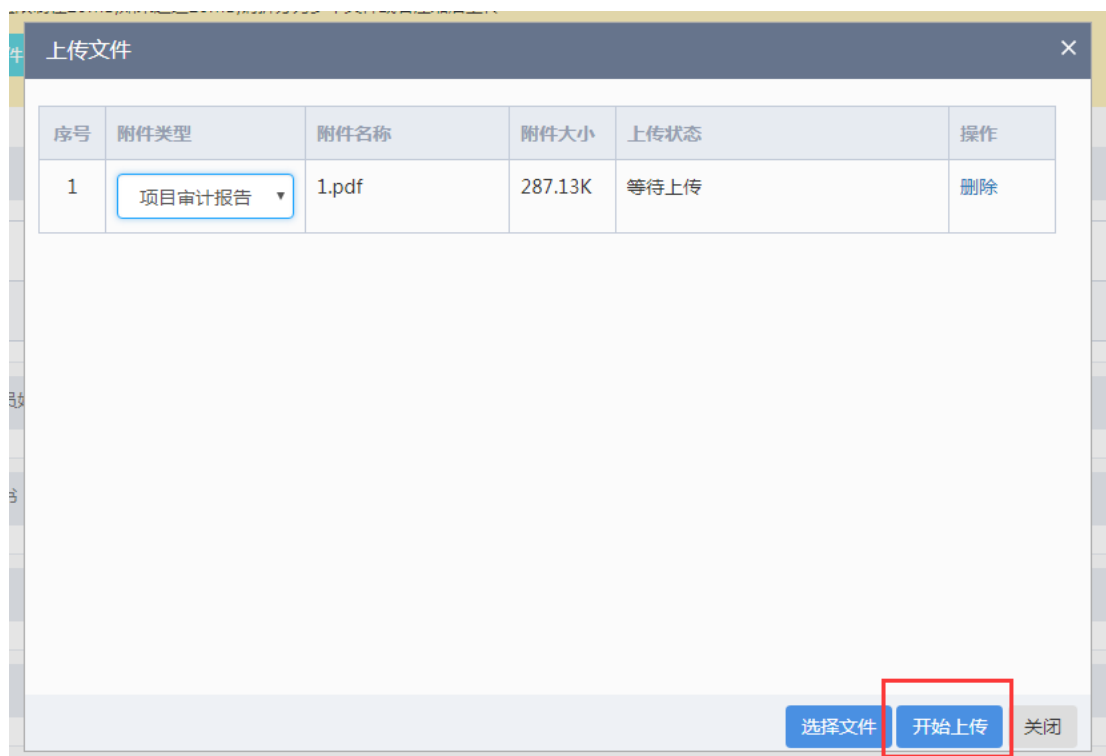 件
上传文件
序号 附件类型 附件名称 附件大小 上传状态 操作
1 项目审计报告 1.pdf 287.13K 等待上传 删除
选择文件 开始上传 关闭